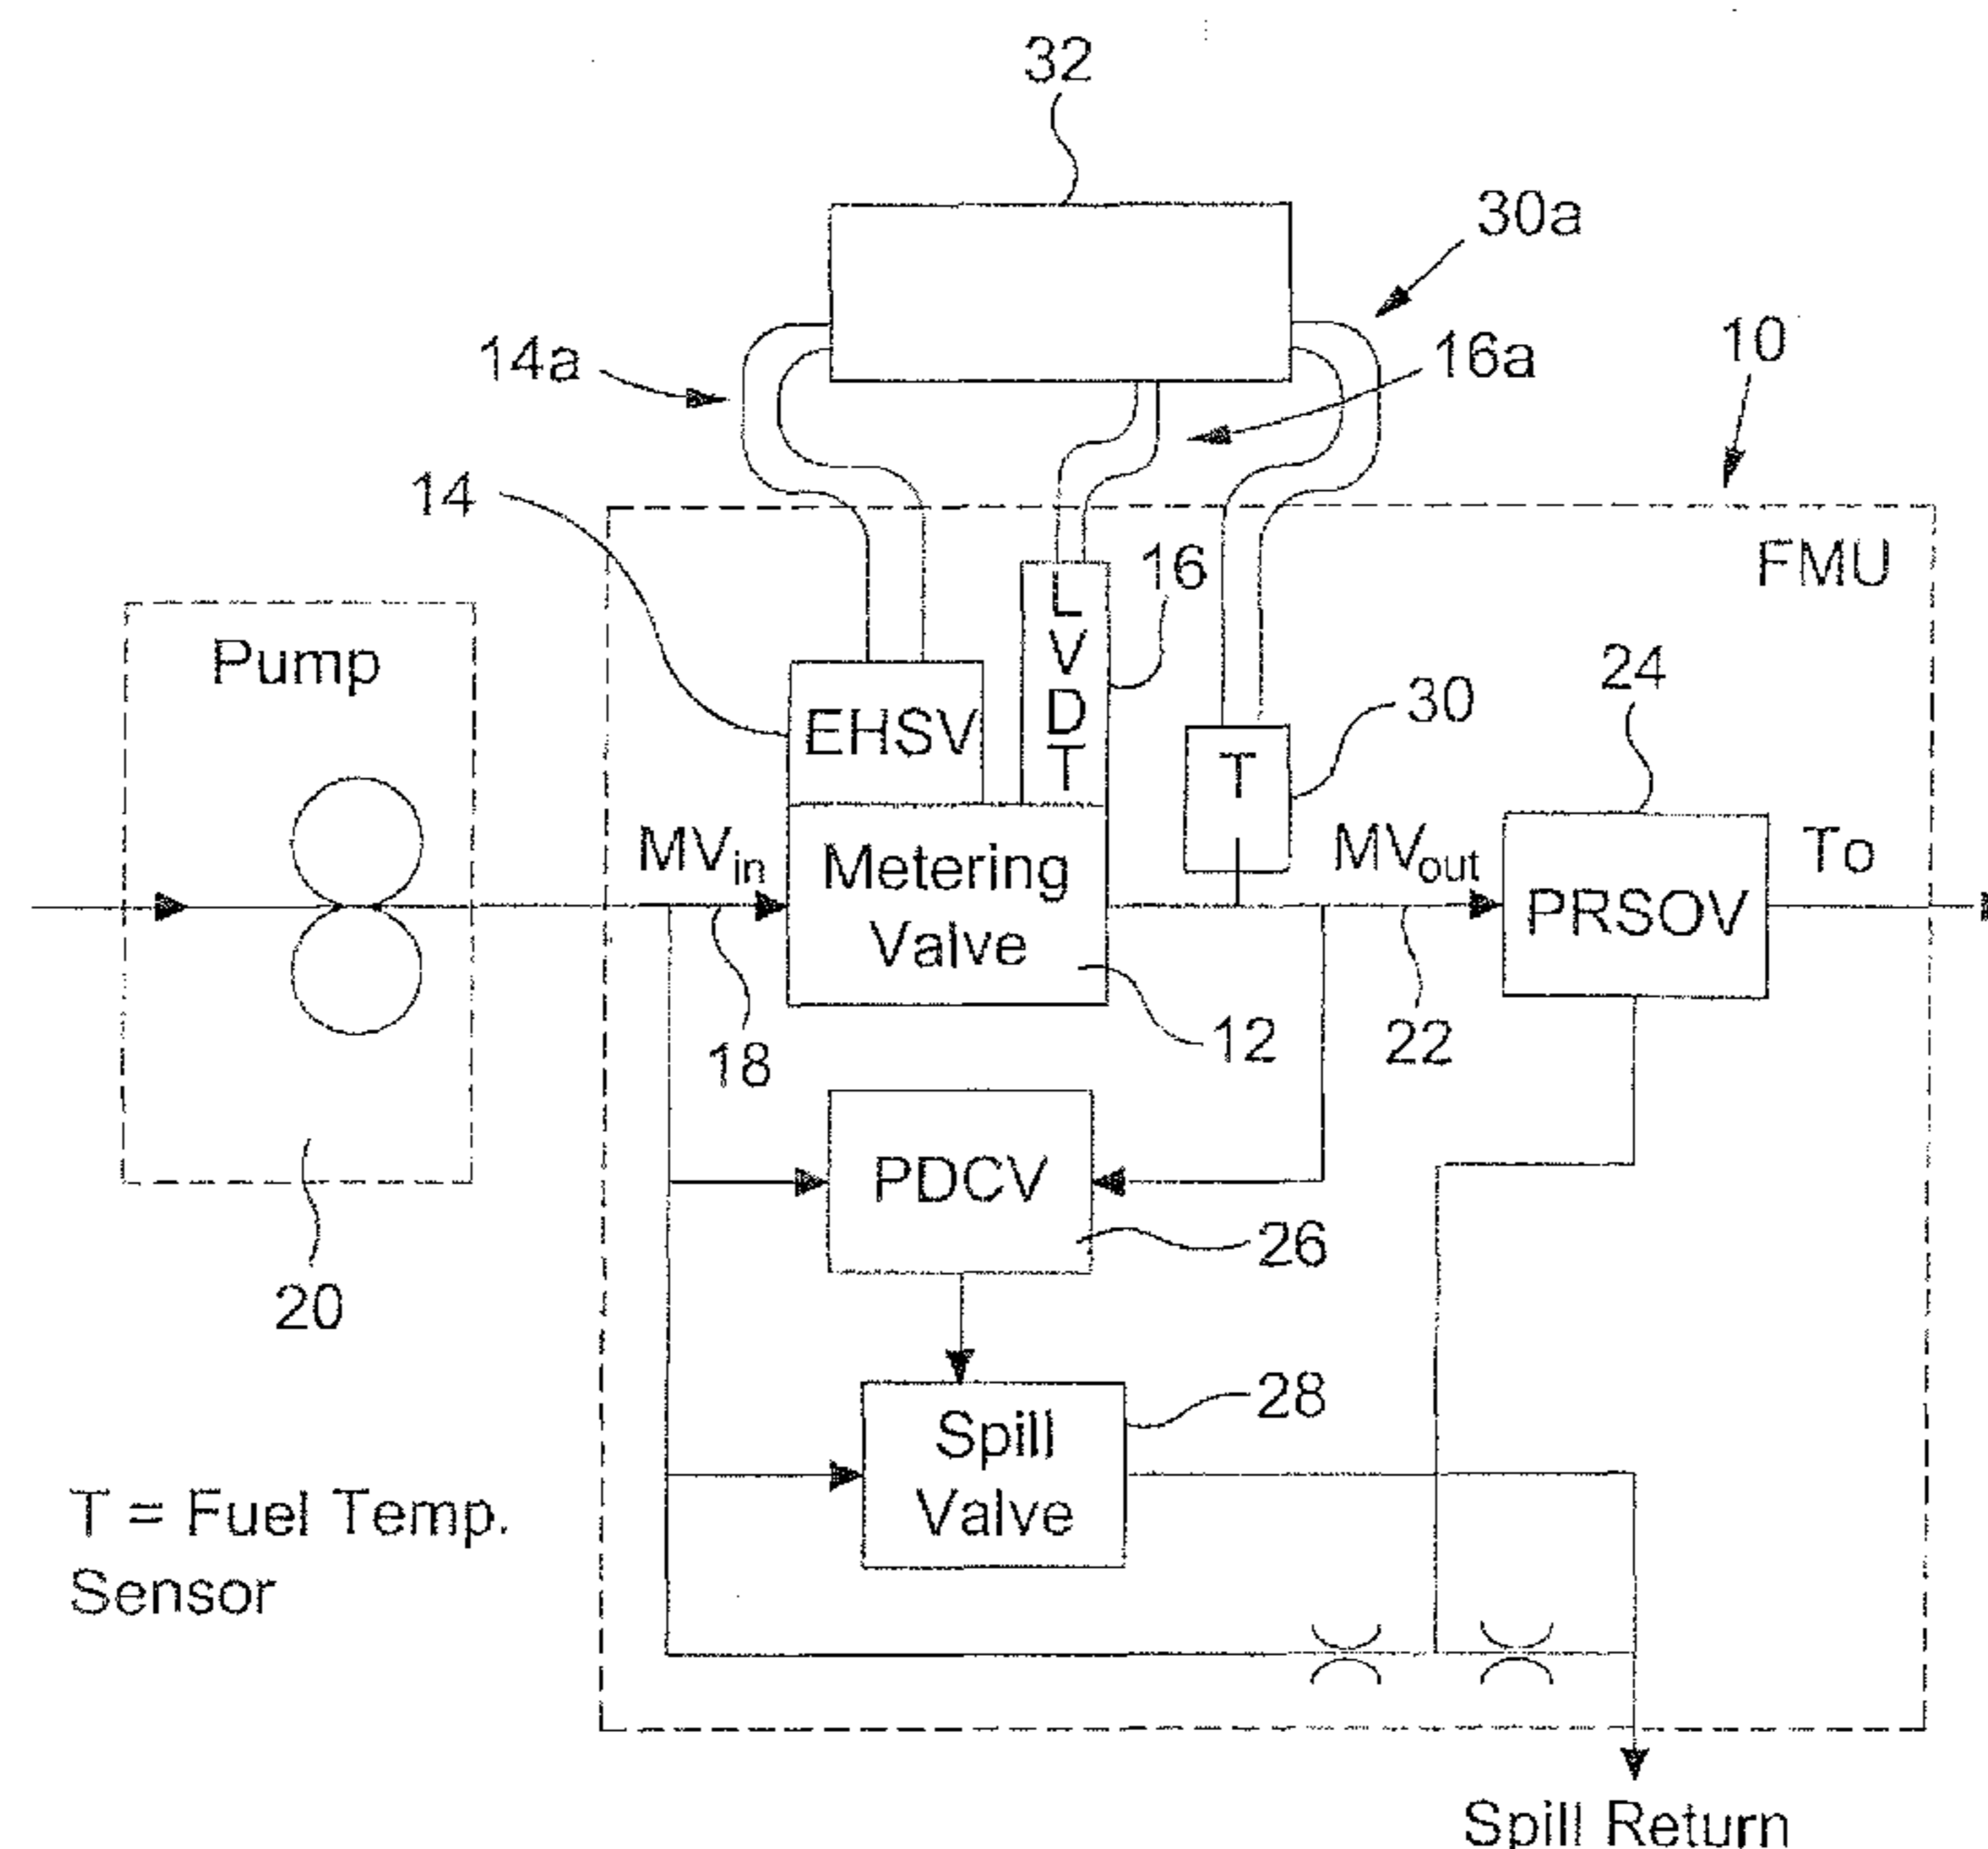 32
30a
10
14a
16a
14
FMU
16
Pump
LVDT
24
30
EHSV
T
MVin
Metering
Valve
MVout
To
PRSOV
18
12
22
PDCV
26
20
28
Spill
Valve
T = Fuel Temp.
Sensor
Spill Return